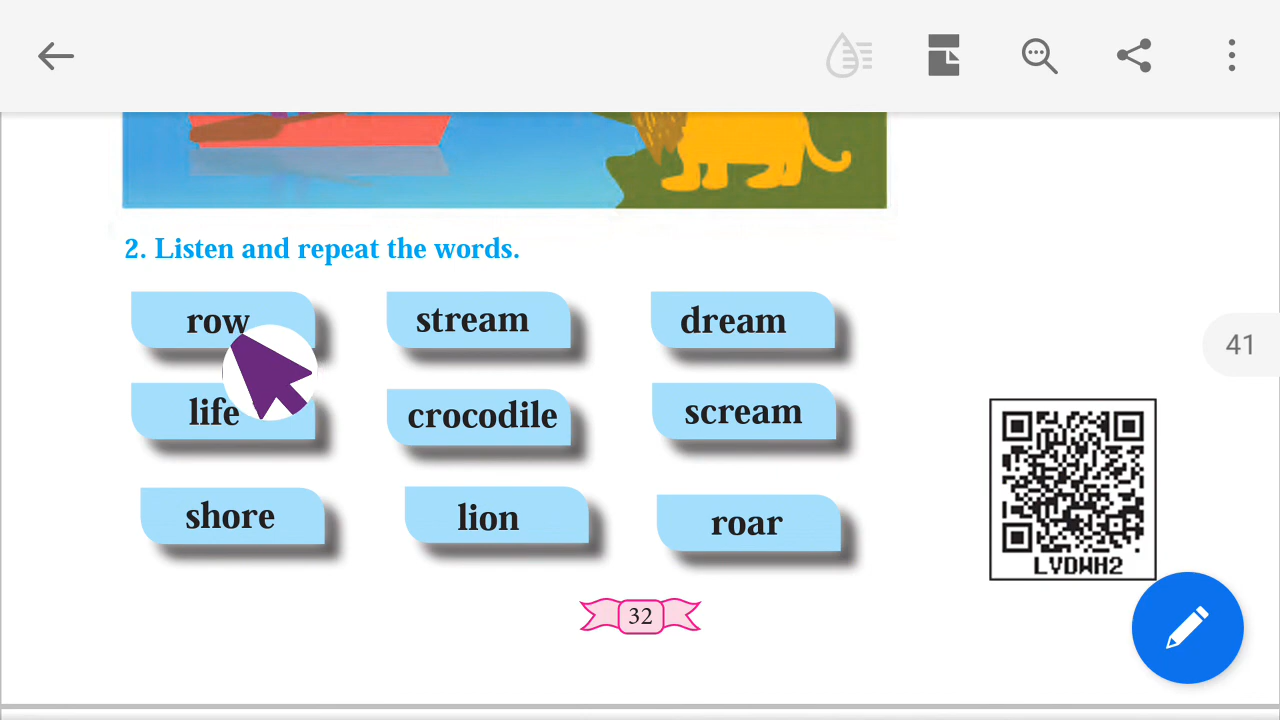 2. Listen and repeat the words.
row stream dream
life crocodile scream
shore lion roar
41
LVDWH2
32